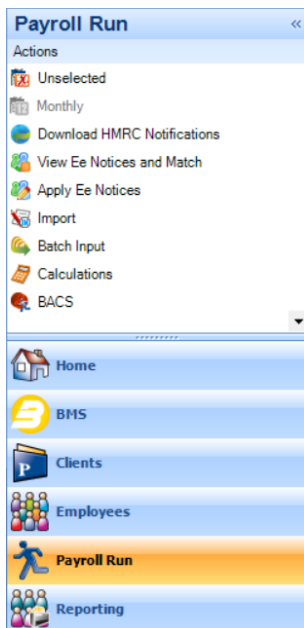 Payroll Run «
Actions
Unselected
Monthly
Download HMRC Notifications
View Ee Notices and Match
Apply Ee Notices
Import
Batch Input
Calculations
BACS
Home
BMS
Clients
Employees
Payroll Run
Reporting